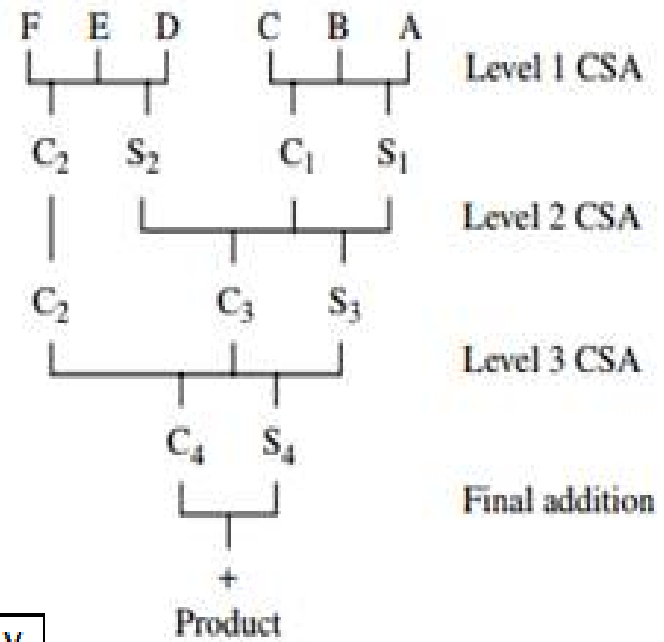 F E D C B A
Level 1 CSA
C₂ S₂ C₁ S₁
Level 2 CSA
C₂ C₃ S₃
Level 3 CSA
C₄ S₄
Final addition
+
Product
y